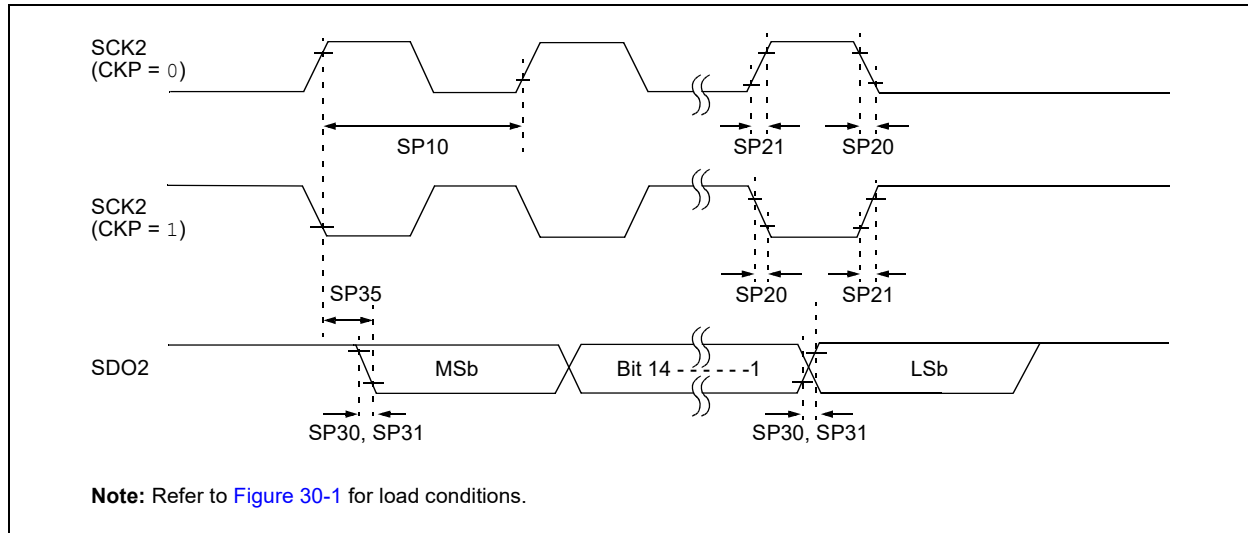 SCK2
(CKP = 0)
SP10
SP21
SP20
SCK2
(CKP = 1)
SP20
SP21
SP35
SDO2
MSb
Bit 14 - - - - - - -1
LSb
SP30, SP31
SP30, SP31
Note: Refer to Figure 30-1 for load conditions.